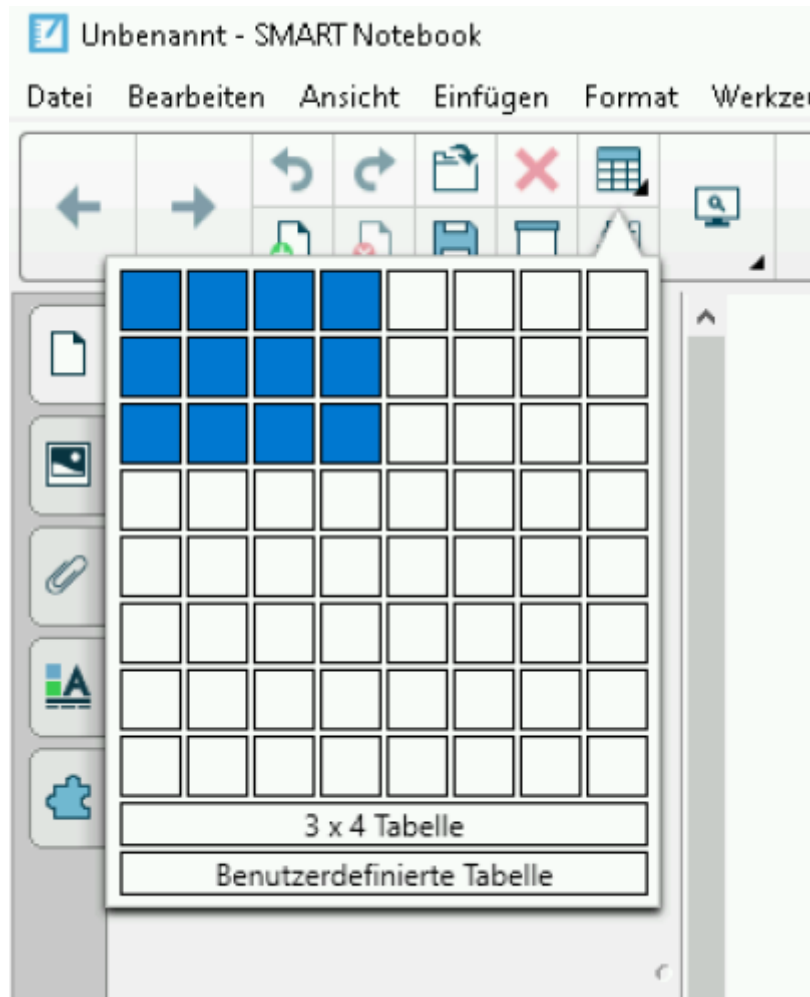 Unbenannt - SMART Notebook
Datei Bearbeiten Ansicht Einfügen Format
3 x 4 Tabelle
Benutzerdefinierte Tabelle